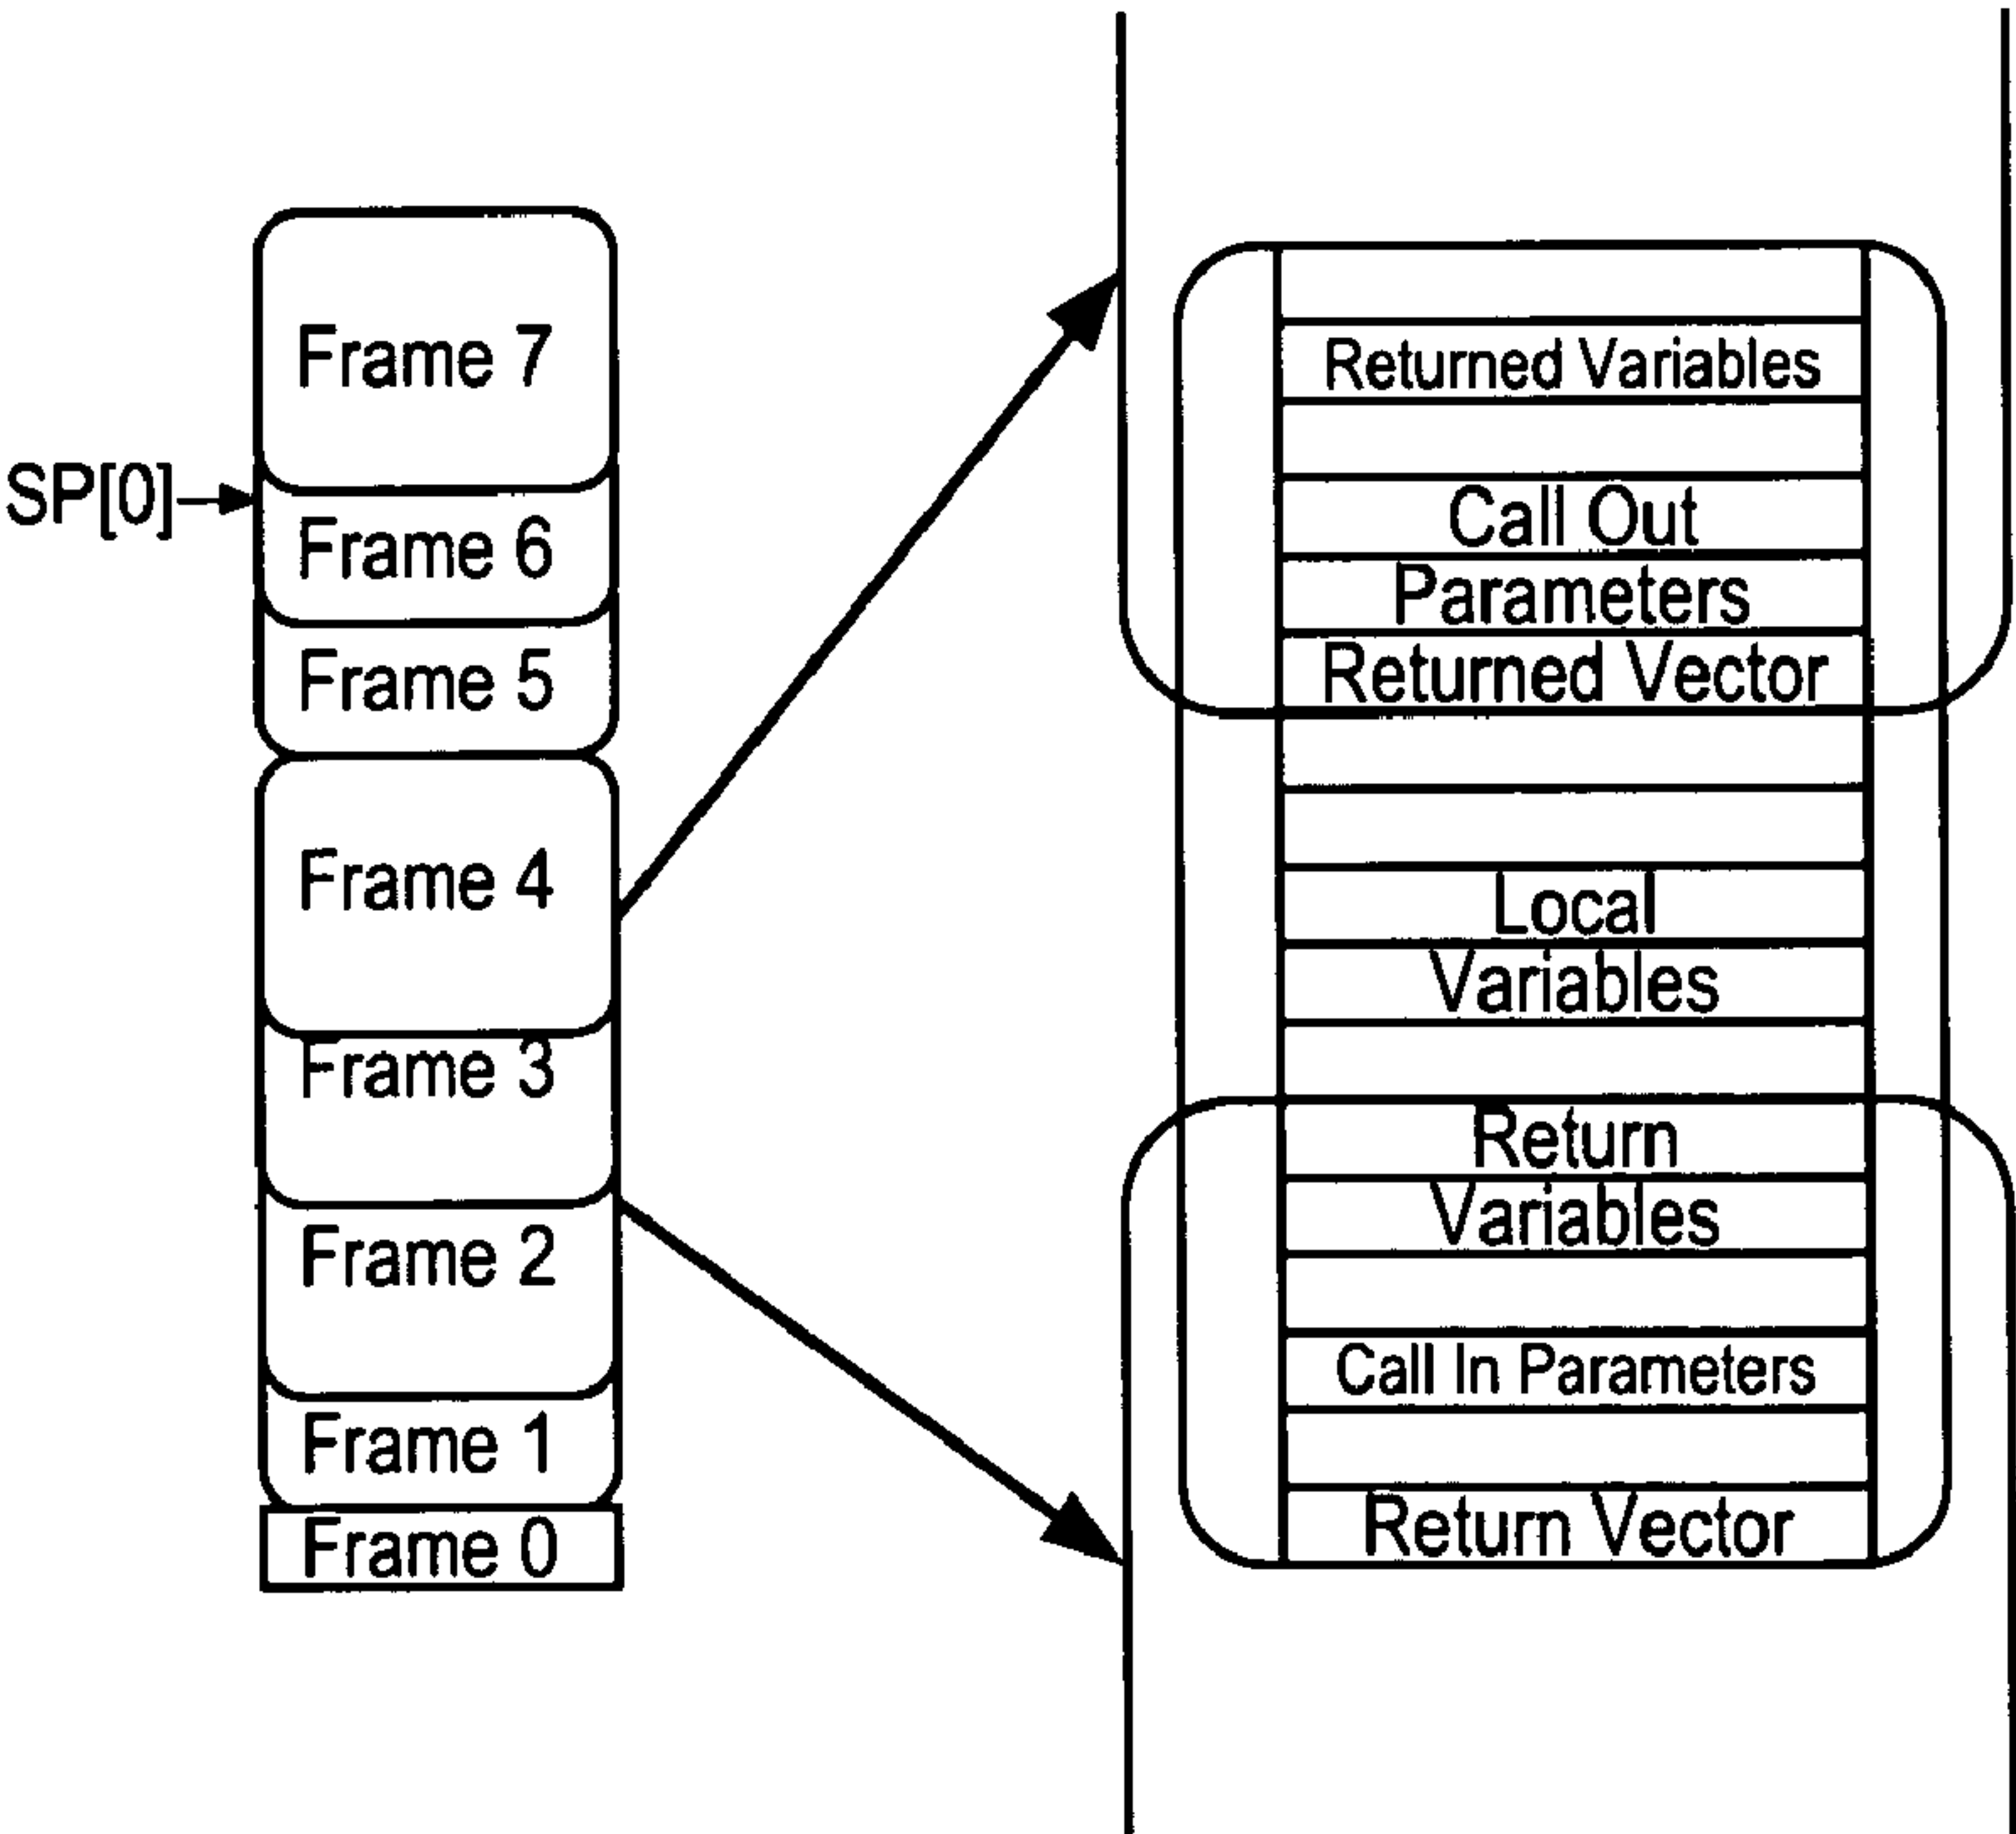 Frame 7
SP[0]
Frame 6
Frame 5
Frame 4
Frame 3
Frame 2
Frame 1
Frame 0
Returned Variables
Call Out
Parameters
Returned Vector
Local
Variables
Return
Variables
Call In Parameters
Return Vector